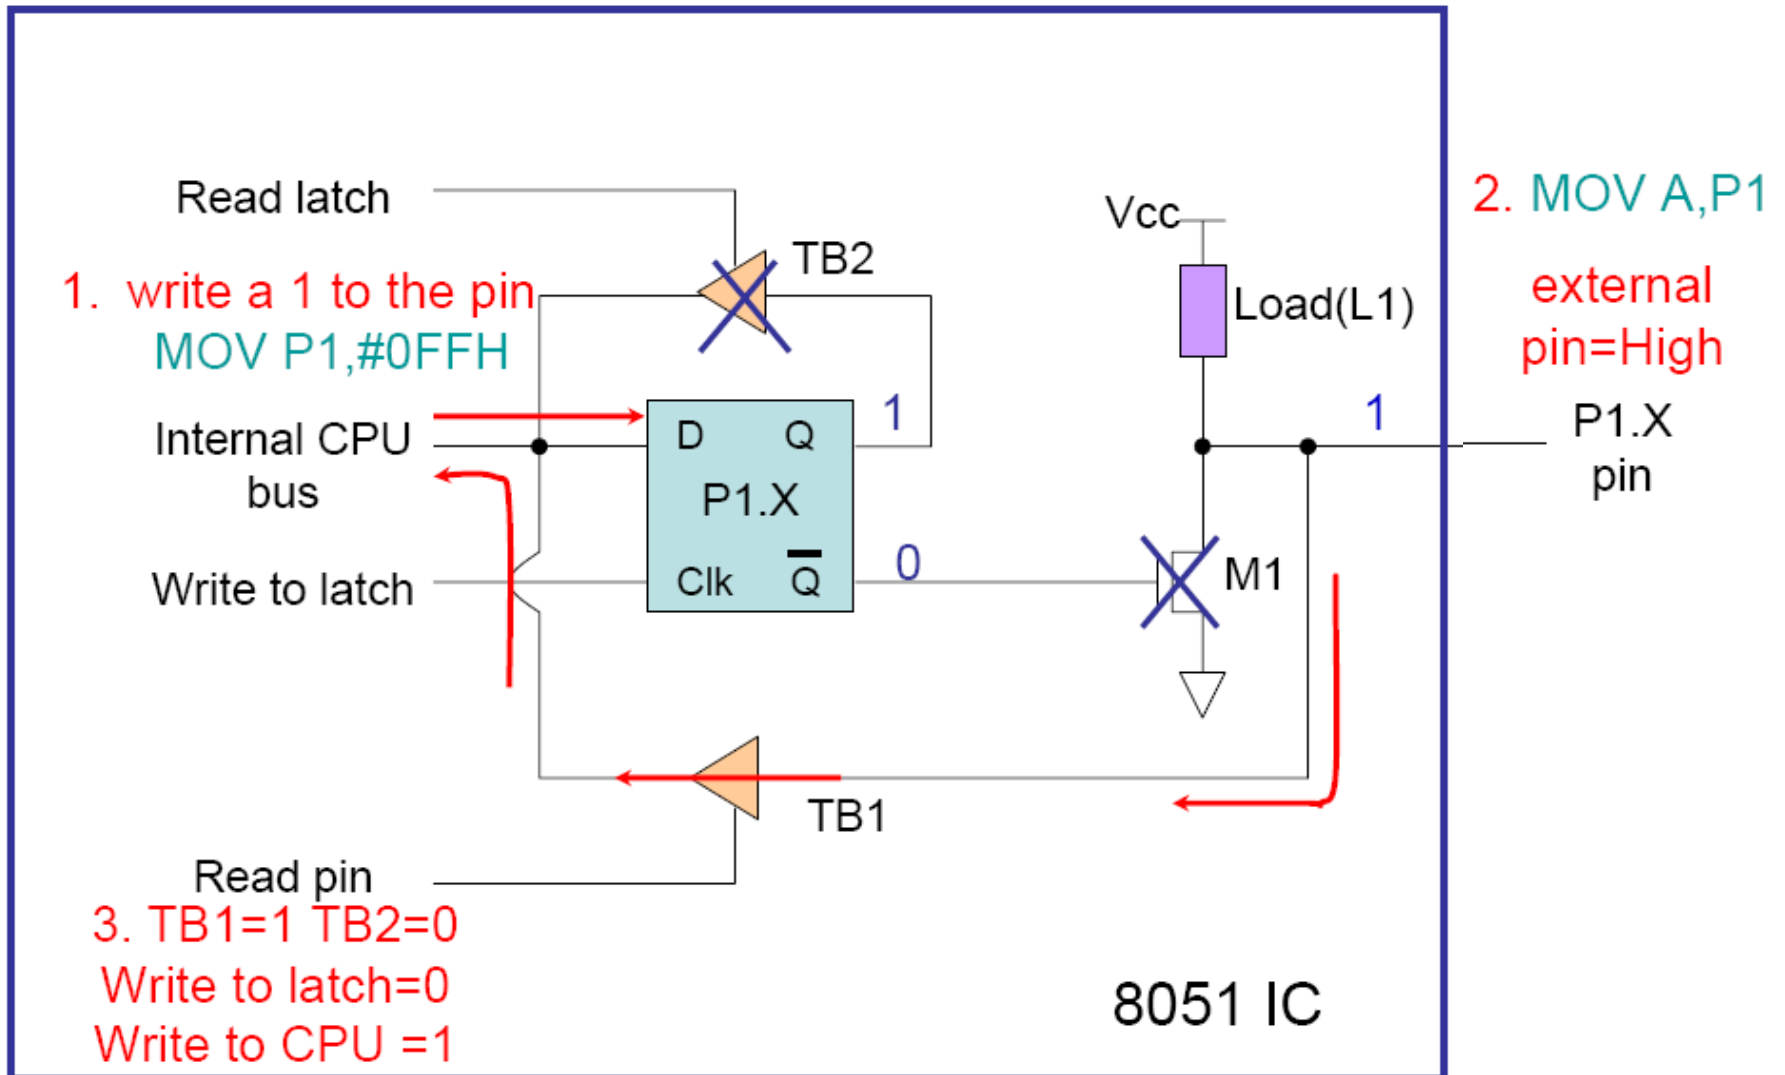 Read latch
TB2
Vcc
2. MOV A,P1
1. write a 1 to the pin
MOV P1,#0FFH
Load(L1)
external
pin=High
Internal CPU
bus
D Q
P1.X
Clk Q̅
1
1
P1.X
pin
Write to latch
0
M1
TB1
Read pin
3. TB1=1 TB2=0
Write to latch=0
Write to CPU =1
8051 IC